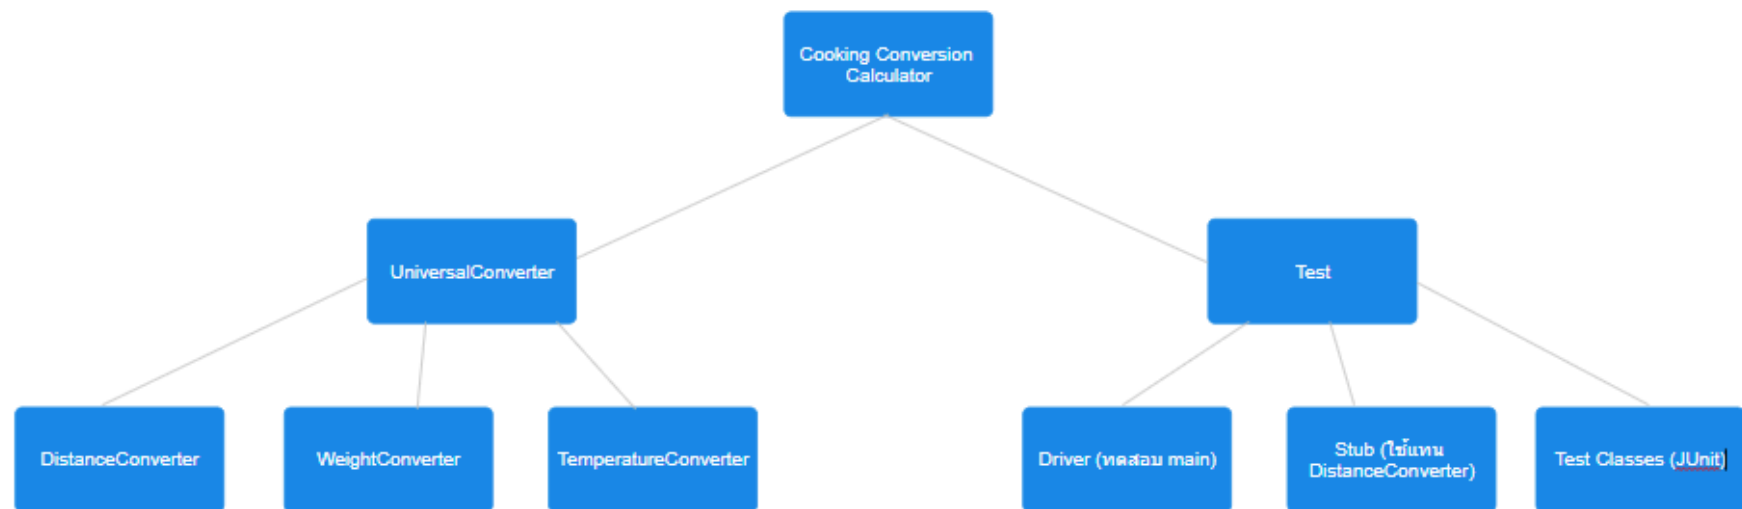 Cooking Conversion
Calculator
UniversalConverter
Test
DistanceConverter
WeightConverter
TemperatureConverter
Driver (ทดสอบ main)
Stub (ใช้แทน
DistanceConverter)
Test Classes (JUnit)